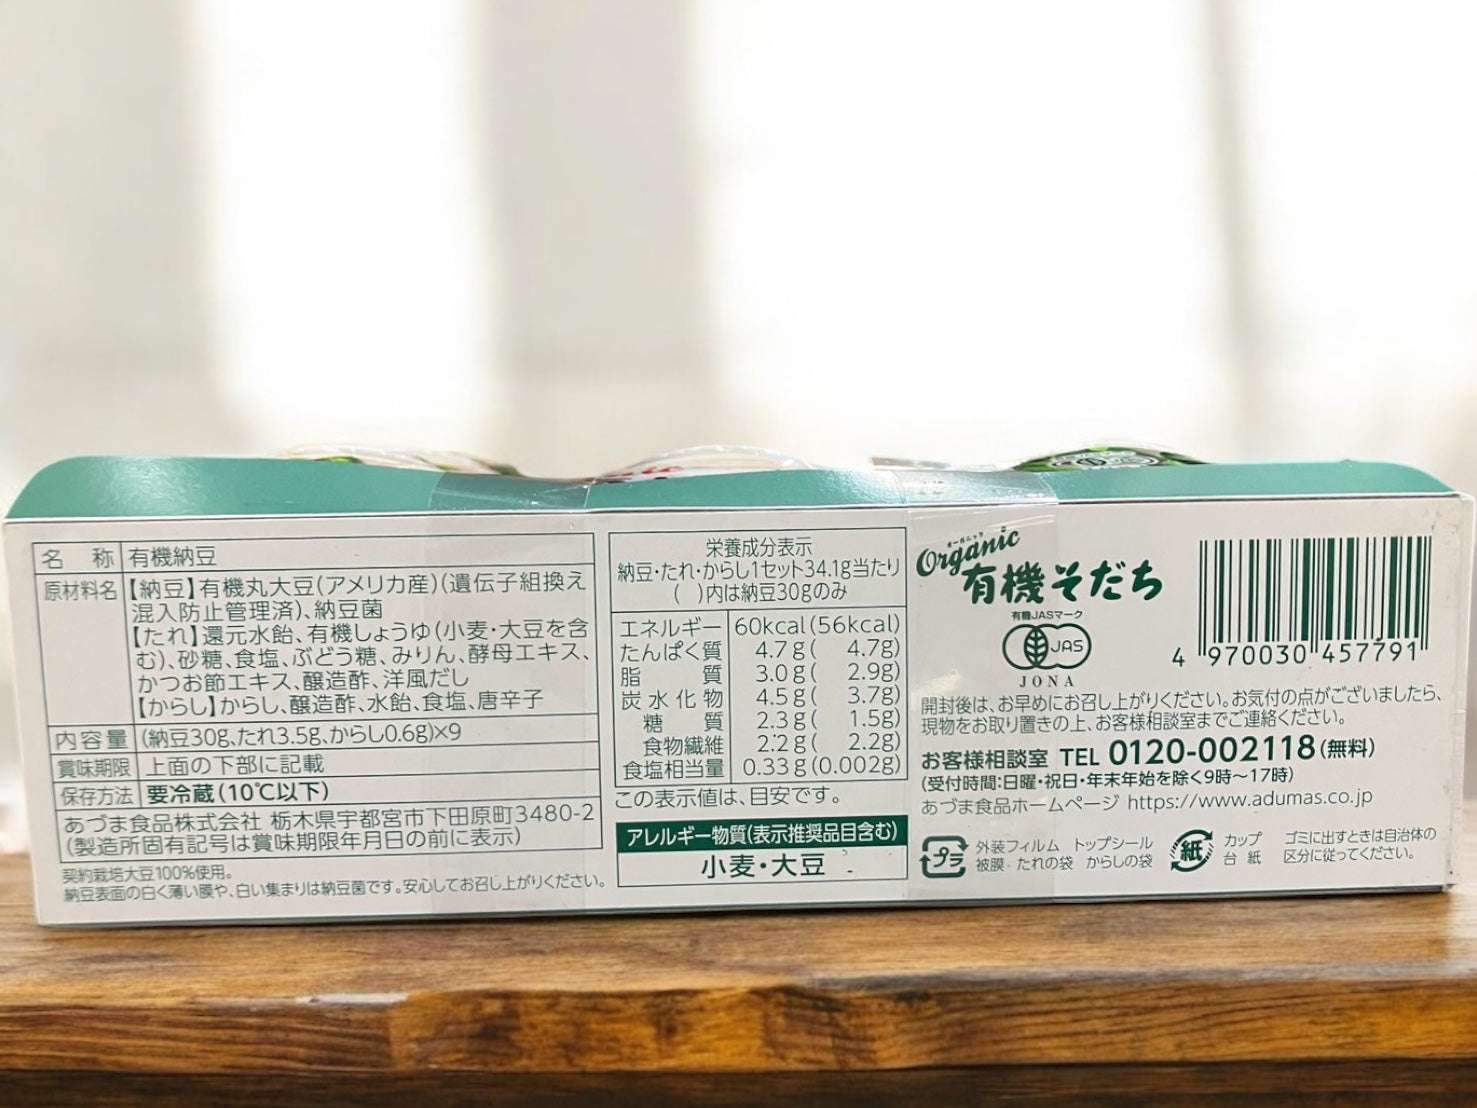 名称 有機納豆
原材料名 【納豆】有機丸大豆(アメリカ産)(遺伝子組換え
混入防止管理済)、納豆菌
【たれ】還元水飴、有機しょうゆ(小麦・大豆を含
む)、砂糖、食塩、ぶどう糖、みりん、酵母エキス、
かつお節エキス、醸造酢、洋風だし
【からし】からし、醸造酢、水飴、食塩、唐辛子
内容量 (納豆30g、たれ3.5g、からし0.6g)×9
賞味期限 上面の下部に記載
保存方法 要冷蔵(10℃以下)
あづま食品株式会社 栃木県宇都宮市下田原町3480-2
(製造所固有記号は賞味期限年月日の前に表示)
契約栽培大豆100%使用。
納豆表面の白く薄い膜や、白い集まりは納豆菌です。安心してお召し上がりください。
栄養成分表示
納豆・たれ・からし1セット34.1g当たり
( )内は納豆30gのみ
エネルギー 60kcal(56kcal)
たんぱく質 4.7g( 4.7g)
脂質 3.0g( 2.9g)
炭水化物 4.5g( 3.7g)
糖質 2.3g( 1.5g)
食物繊維 2.2g( 2.2g)
食塩相当量 0.33g(0.002g)
この表示値は、目安です。
アレルギー物質(表示推奨品目含む)
小麦・大豆
オーガニック
Organic
有機そだち
有機JASマーク
JAS
JONA
4 970030 457791
開封後は、お早めにお召し上がりください。お気付の点がございましたら、
現物をお取り置きの上、お客様相談室までご連絡ください。
お客様相談室 TEL 0120-002118(無料)
(受付時間:日曜・祝日・年末年始を除く9時～17時)
あづま食品ホームページ https://www.adumas.co.jp
プラ 外装フィルム トップシール
被膜・たれの袋 からしの袋
紙 カップ
台紙
ゴミに出すときは自治体の
区分に従ってください。